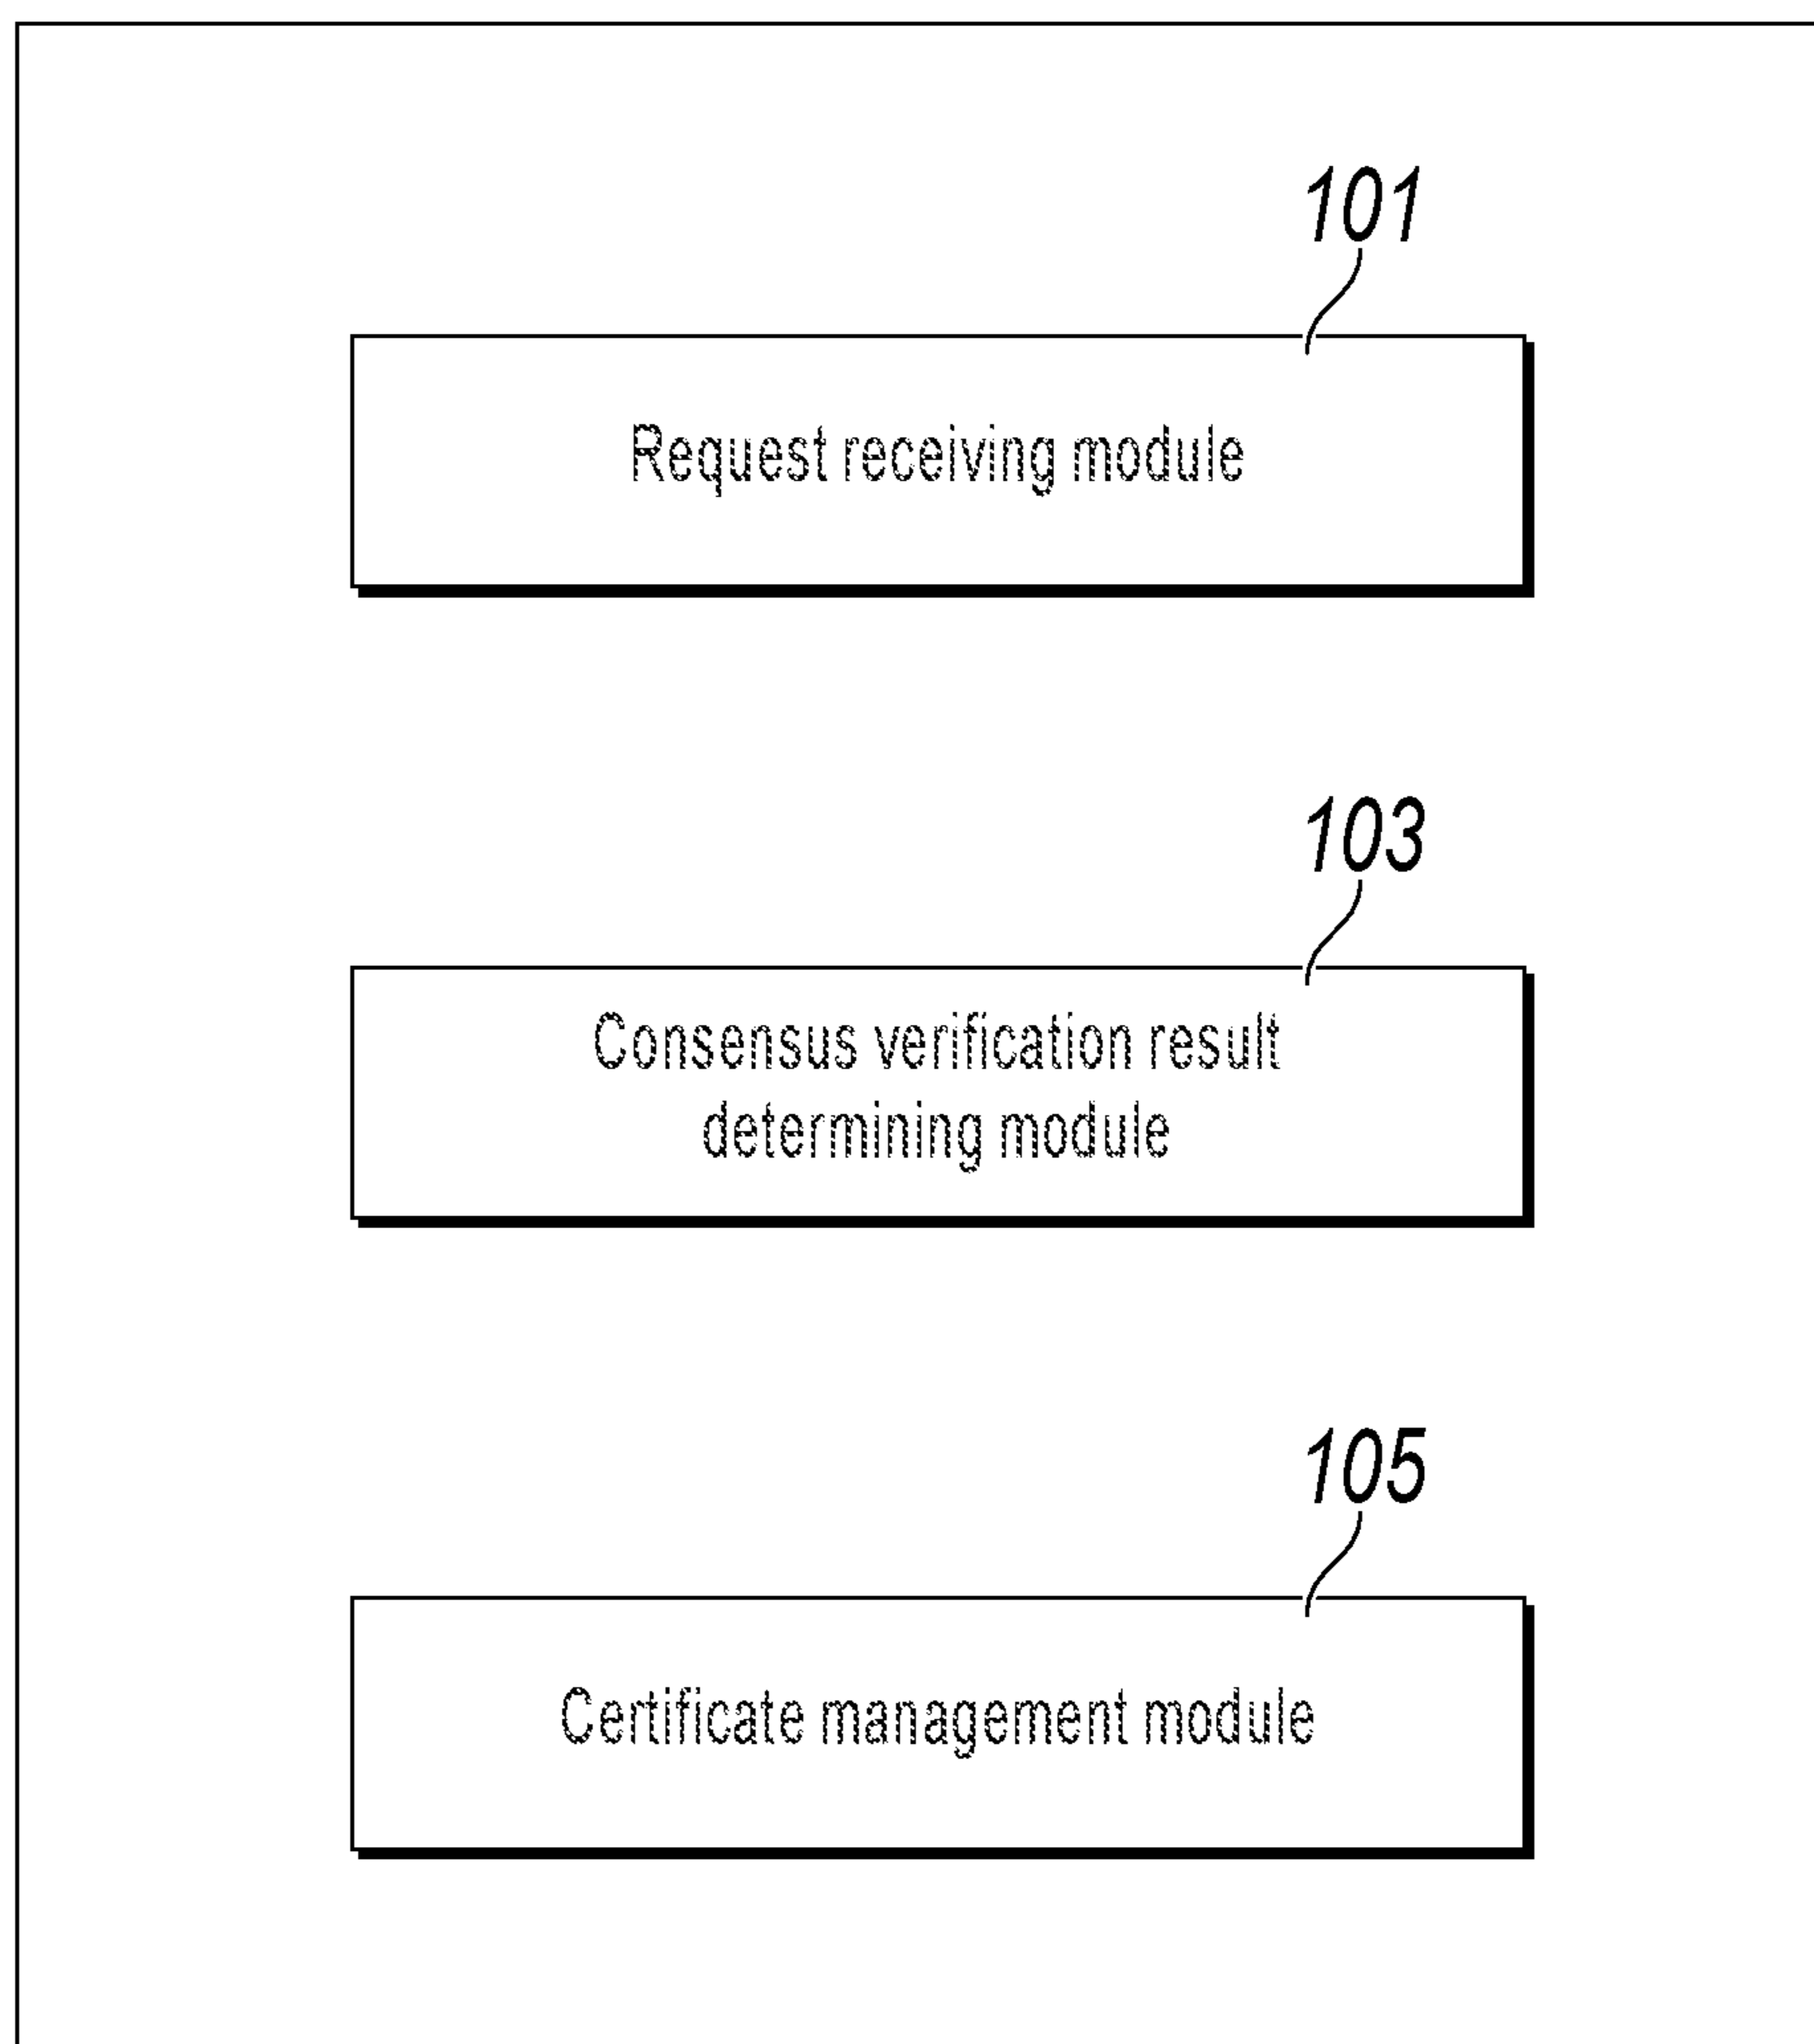 101
Request receiving module
103
Consensus verification result
determining module
105
Certificate management module